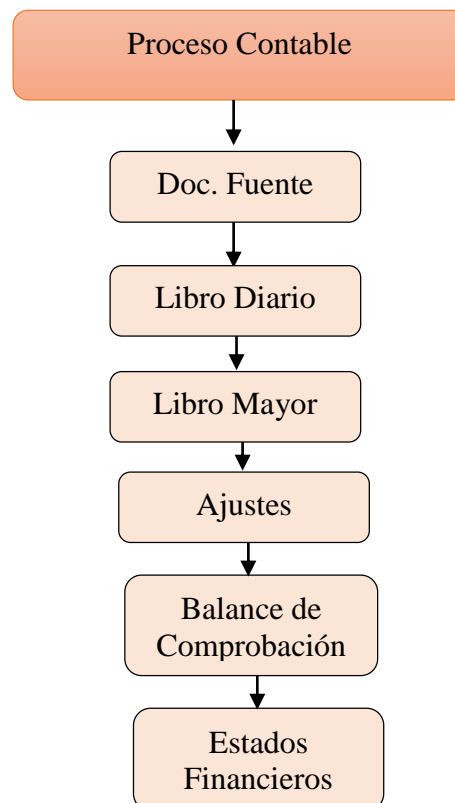 Proceso Contable
Doc. Fuente
Libro Diario
Libro Mayor
Ajustes
Balance de
Comprobación
Estados
Financieros